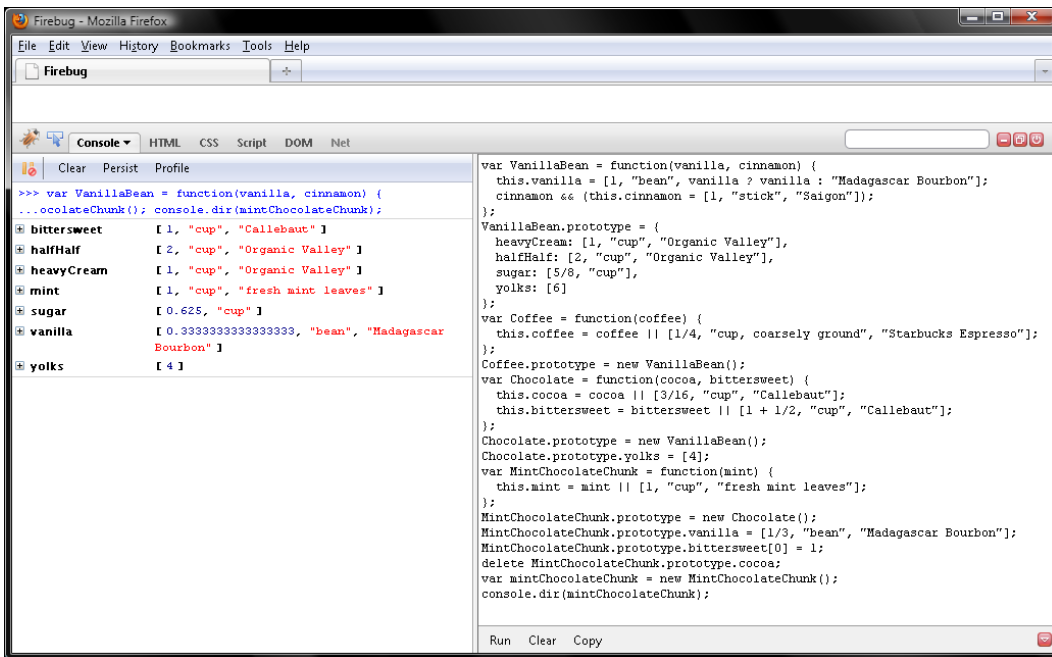 Firebug - Mozilla Firefox
File Edit View History Bookmarks Tools Help
Firebug
Console HTML CSS Script DOM Net
Clear Persist Profile
>>> var VanillaBean = function(vanilla, cinnamon) {
...ocolateChunk(); console.dir(mintChocolateChunk);
bittersweet [ 1, "cup", "Callebaut" ]
halfHalf [ 2, "cup", "Organic Valley" ]
heavyCream [ 1, "cup", "Organic Valley" ]
mint [ 1, "cup", "fresh mint leaves" ]
sugar [ 0.625, "cup" ]
vanilla [ 0.3333333333333333, "bean", "Madagascar
Bourbon" ]
yolks [ 4 ]
var VanillaBean = function(vanilla, cinnamon) {
this.vanilla = [1, "bean", vanilla ? vanilla : "Madagascar Bourbon"];
cinnamon && (this.cinnamon = [1, "stick", "Saigon"]);
};
VanillaBean.prototype = {
heavyCream: [1, "cup", "Organic Valley"],
halfHalf: [2, "cup", "Organic Valley"],
sugar: [5/8, "cup"],
yolks: [6]
};
var Coffee = function(coffee) {
this.coffee = coffee || [1/4, "cup, coarsely ground", "Starbucks Espresso"];
};
Coffee.prototype = new VanillaBean();
var Chocolate = function(cocoa, bittersweet) {
this.cocoa = cocoa || [3/16, "cup", "Callebaut"];
this.bittersweet = bittersweet || [1 + 1/2, "cup", "Callebaut"];
};
Chocolate.prototype = new VanillaBean();
Chocolate.prototype.yolks = [4];
var MintChocolateChunk = function(mint) {
this.mint = mint || [1, "cup", "fresh mint leaves"];
};
MintChocolateChunk.prototype = new Chocolate();
MintChocolateChunk.prototype.vanilla = [1/3, "bean", "Madagascar Bourbon"];
MintChocolateChunk.prototype.bittersweet[0] = 1;
delete MintChocolateChunk.prototype.cocoa;
var mintChocolateChunk = new MintChocolateChunk();
console.dir(mintChocolateChunk);
Run Clear Copy